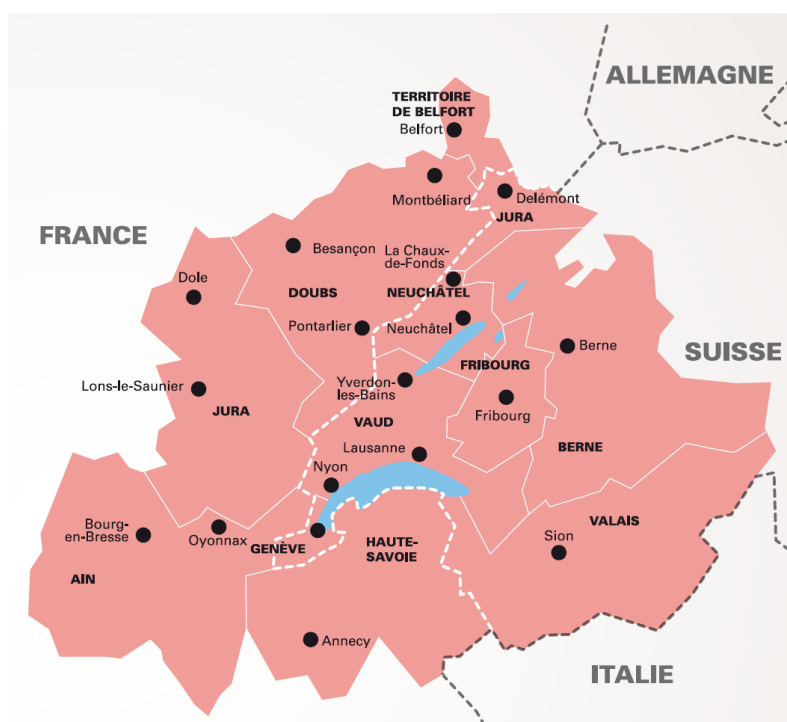 ALLEMAGNE
TERRITOIRE
DE BELFORT
Belfort
Montbéliard
Delémont
JURA
FRANCE
Besançon
La Chaux-
de-Fonds
Dole
DOUBS
NEUCHÂTEL
Pontarlier
Neuchâtel
Berne
SUISSE
FRIBOURG
Lons-le-Saunier
Yverdon-
les-Bains
JURA
Fribourg
VAUD
Lausanne
BERNE
Nyon
Bourg-
en-Bresse
Oyonnax
GENÈVE
HAUTE-
SAVOIE
VALAIS
Sion
AIN
Annecy
ITALIE